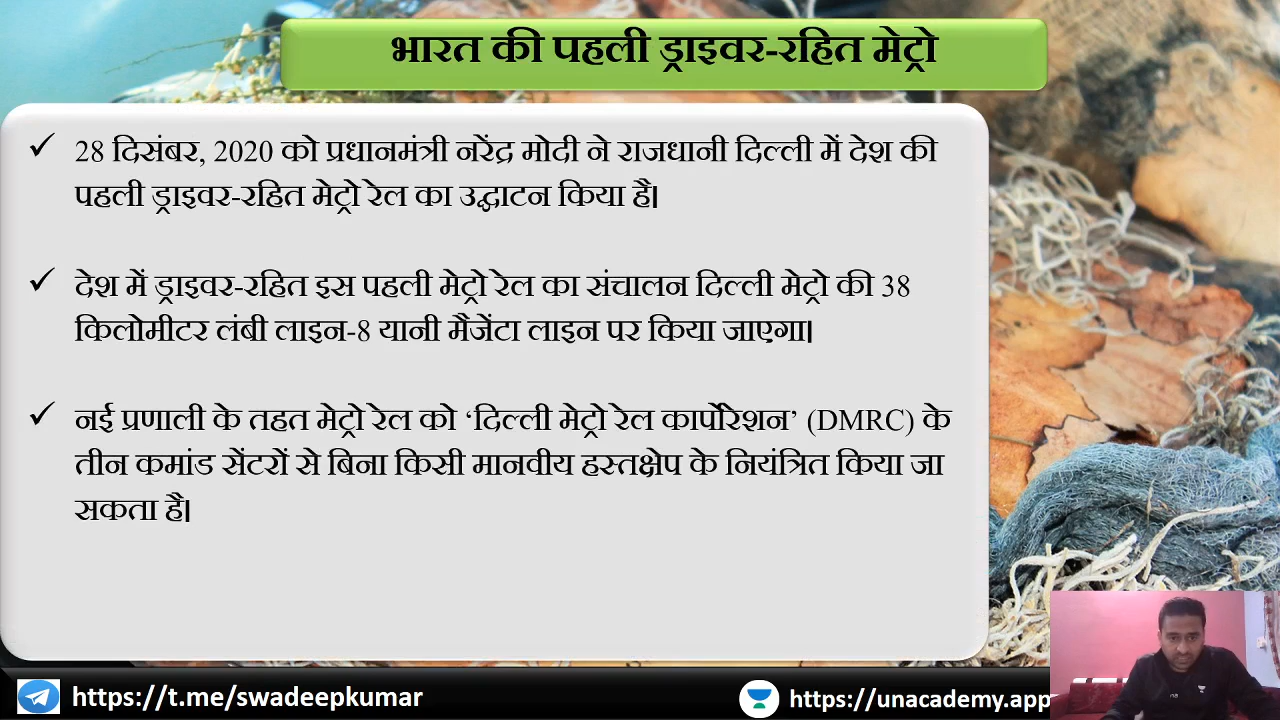 भारत की पहली ड्राइवर-रहित मेट्रो
28 दिसंबर, 2020 को प्रधानमंत्री नरेंद्र मोदी ने राजधानी दिल्ली में देश की
पहली ड्राइवर-रहित मेट्रो रेल का उद्घाटन किया है।
देश में ड्राइवर-रहित इस पहली मेट्रो रेल का संचालन दिल्ली मेट्रो की 38
किलोमीटर लंबी लाइन-8 यानी मैजेंटा लाइन पर किया जाएगा।
नई प्रणाली के तहत मेट्रो रेल को ‘दिल्ली मेट्रो रेल कार्पोरेशन’ (DMRC) के
तीन कमांड सेंटरों से बिना किसी मानवीय हस्तक्षेप के नियंत्रित किया जा
सकता है।
https://t.me/swadeepkumar
https://unacademy.app